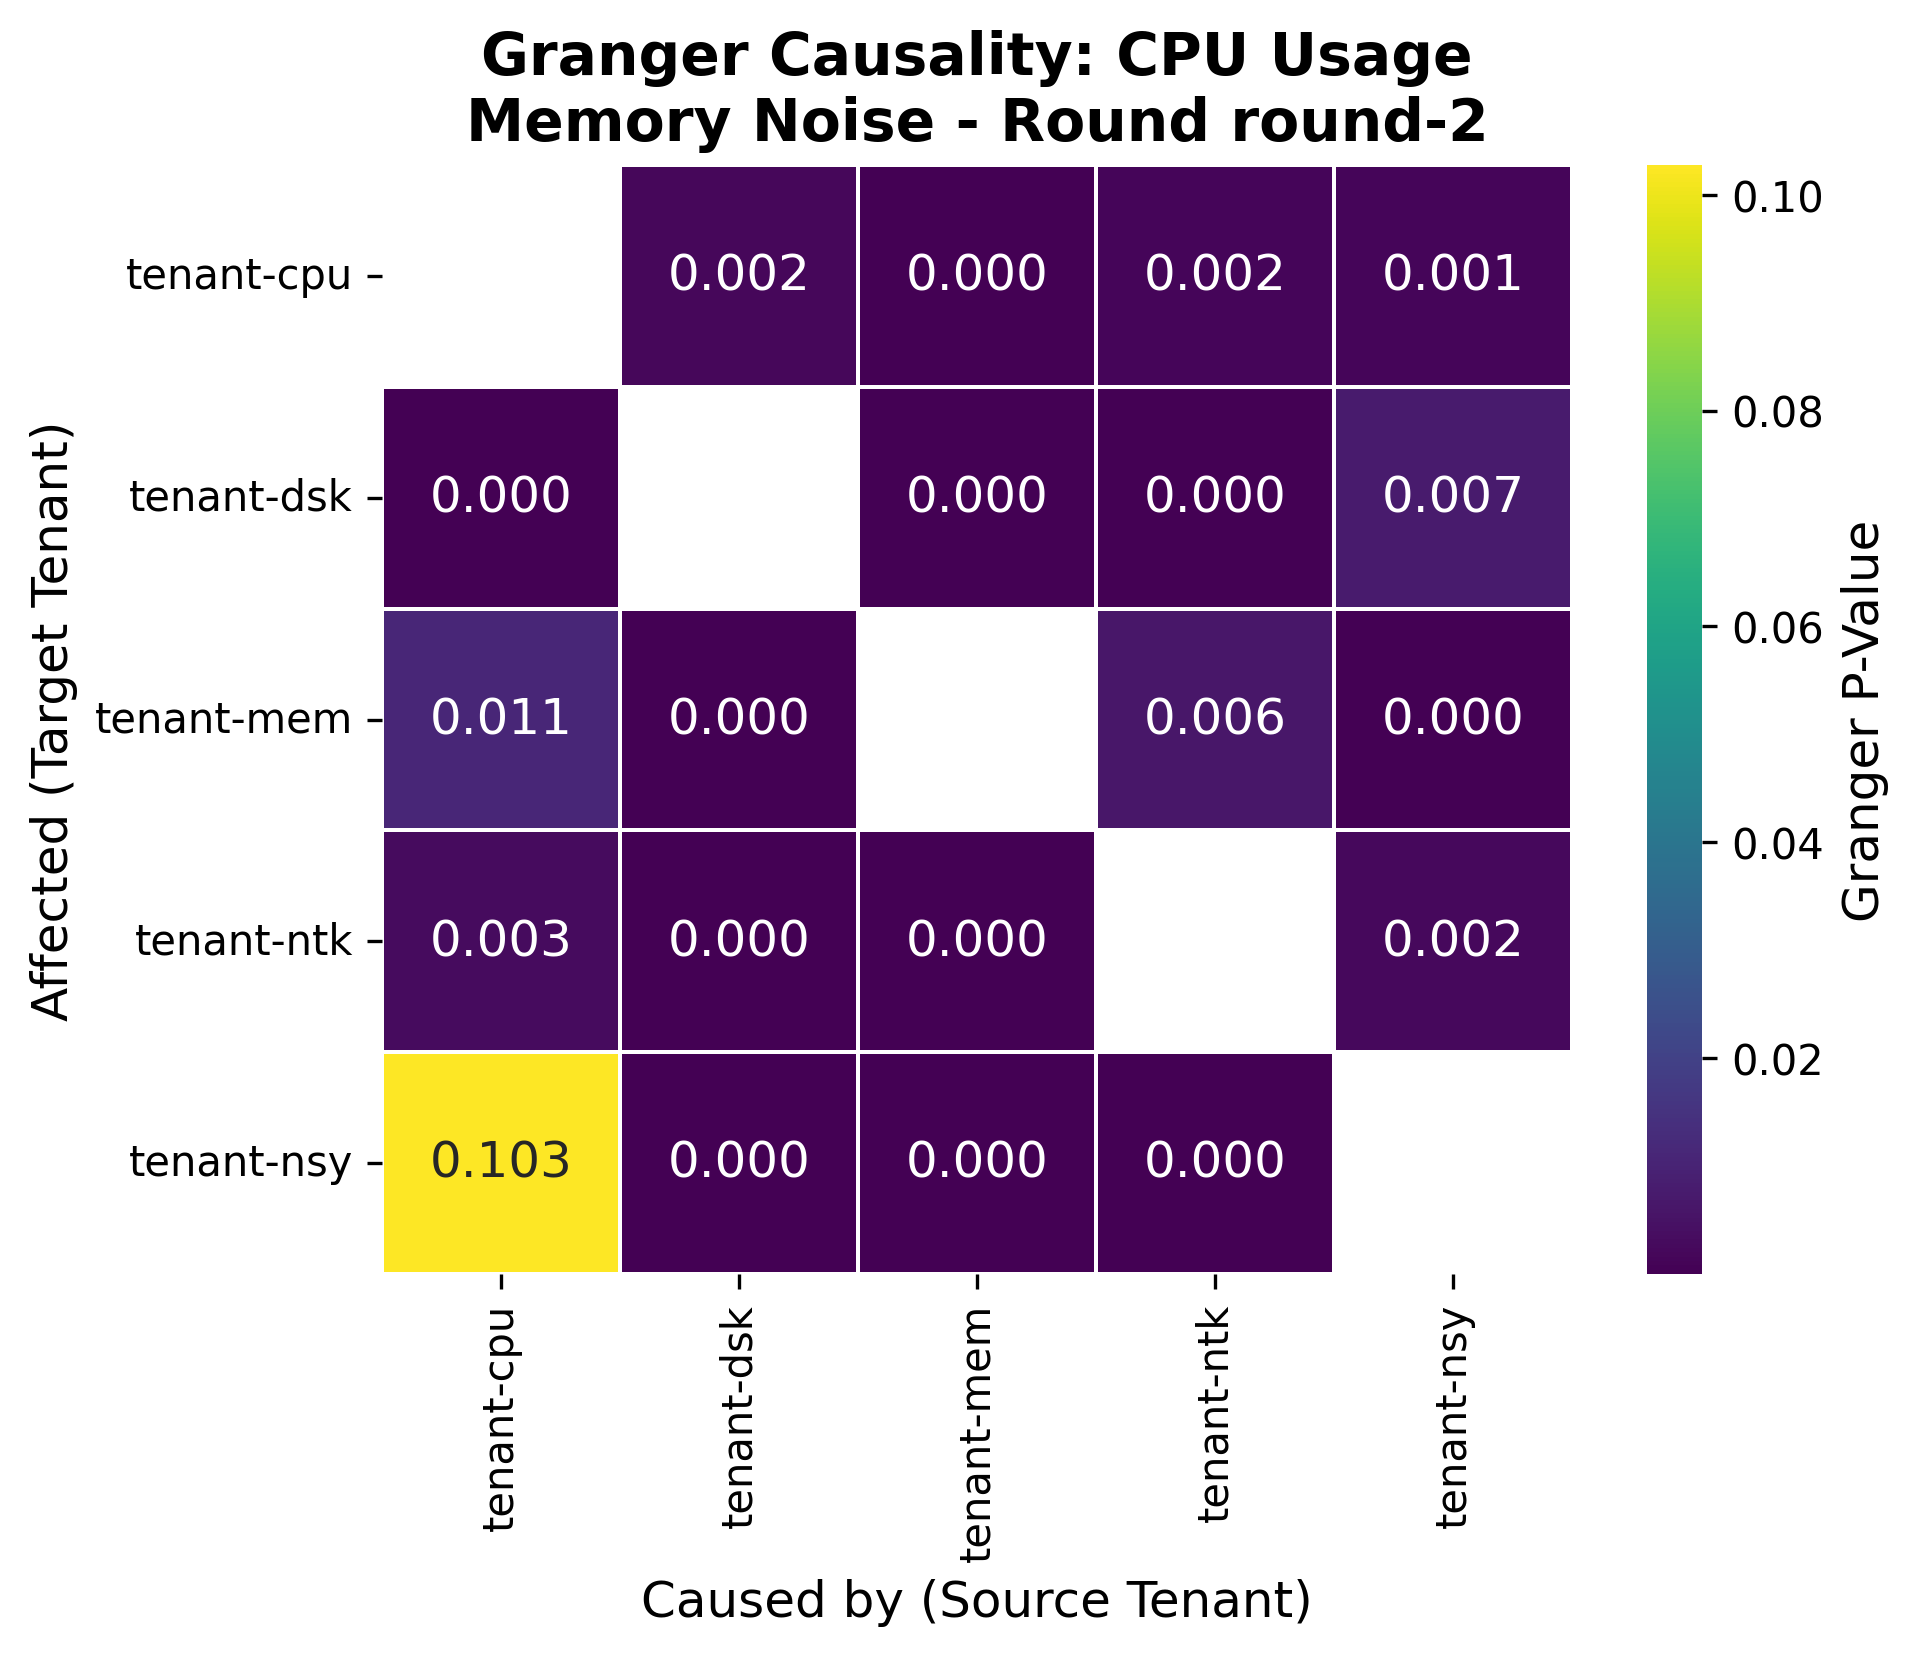 Granger Causality: CPU Usage
Memory Noise - Round round-2
Affected (Target Tenant)
tenant-cpu 0.002 0.000 0.002 0.001
tenant-dsk 0.000 0.000 0.000 0.007
tenant-mem 0.011 0.000 0.006 0.000
tenant-ntk 0.003 0.000 0.000 0.002
tenant-nsy 0.103 0.000 0.000 0.000
tenant-cpu tenant-dsk tenant-mem tenant-ntk tenant-nsy
Caused by (Source Tenant)
0.10
0.08
0.06
0.04
0.02
Granger P-Value